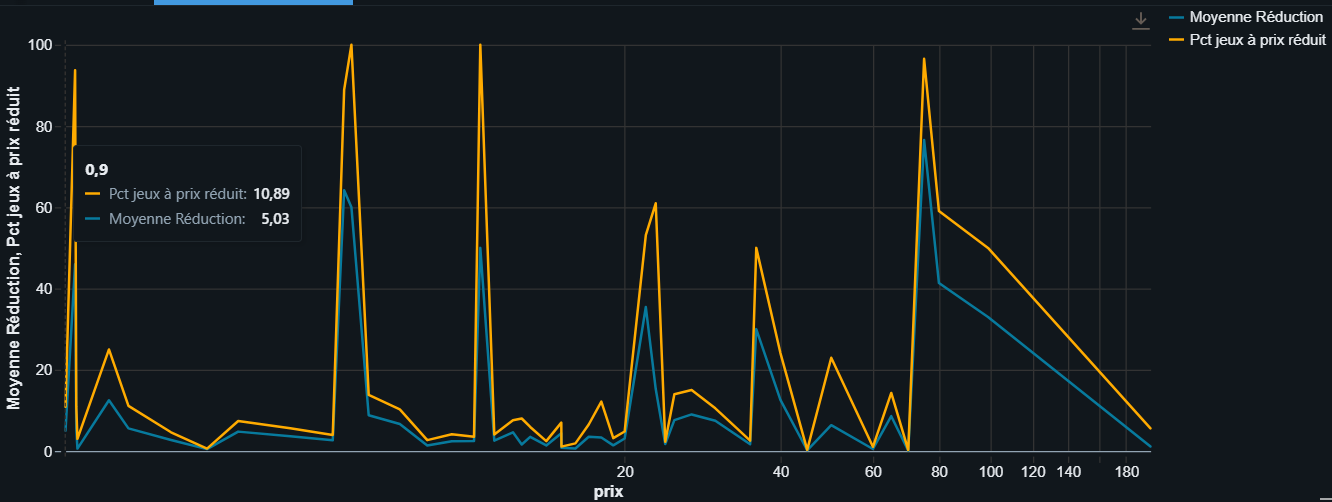 Moyenne Réduction
Pct jeux à prix réduit
Moyenne Réduction, Pct jeux à prix réduit
100
80
60
40
20
0
0,9
Pct jeux à prix réduit: 10,89
Moyenne Réduction: 5,03
20
40
60
80
100
120
140
180
prix